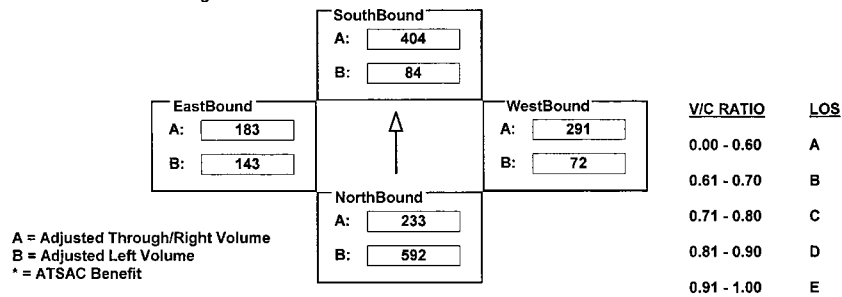 SouthBound
A: 404
B: 84
EastBound
A: 183
B: 143
WestBound
A: 291
B: 72
NorthBound
A: 233
B: 592
A = Adjusted Through/Right Volume
B = Adjusted Left Volume
* = ATSAC Benefit
V/C RATIO LOS
0.00 - 0.60 A
0.61 - 0.70 B
0.71 - 0.80 C
0.81 - 0.90 D
0.91 - 1.00 E